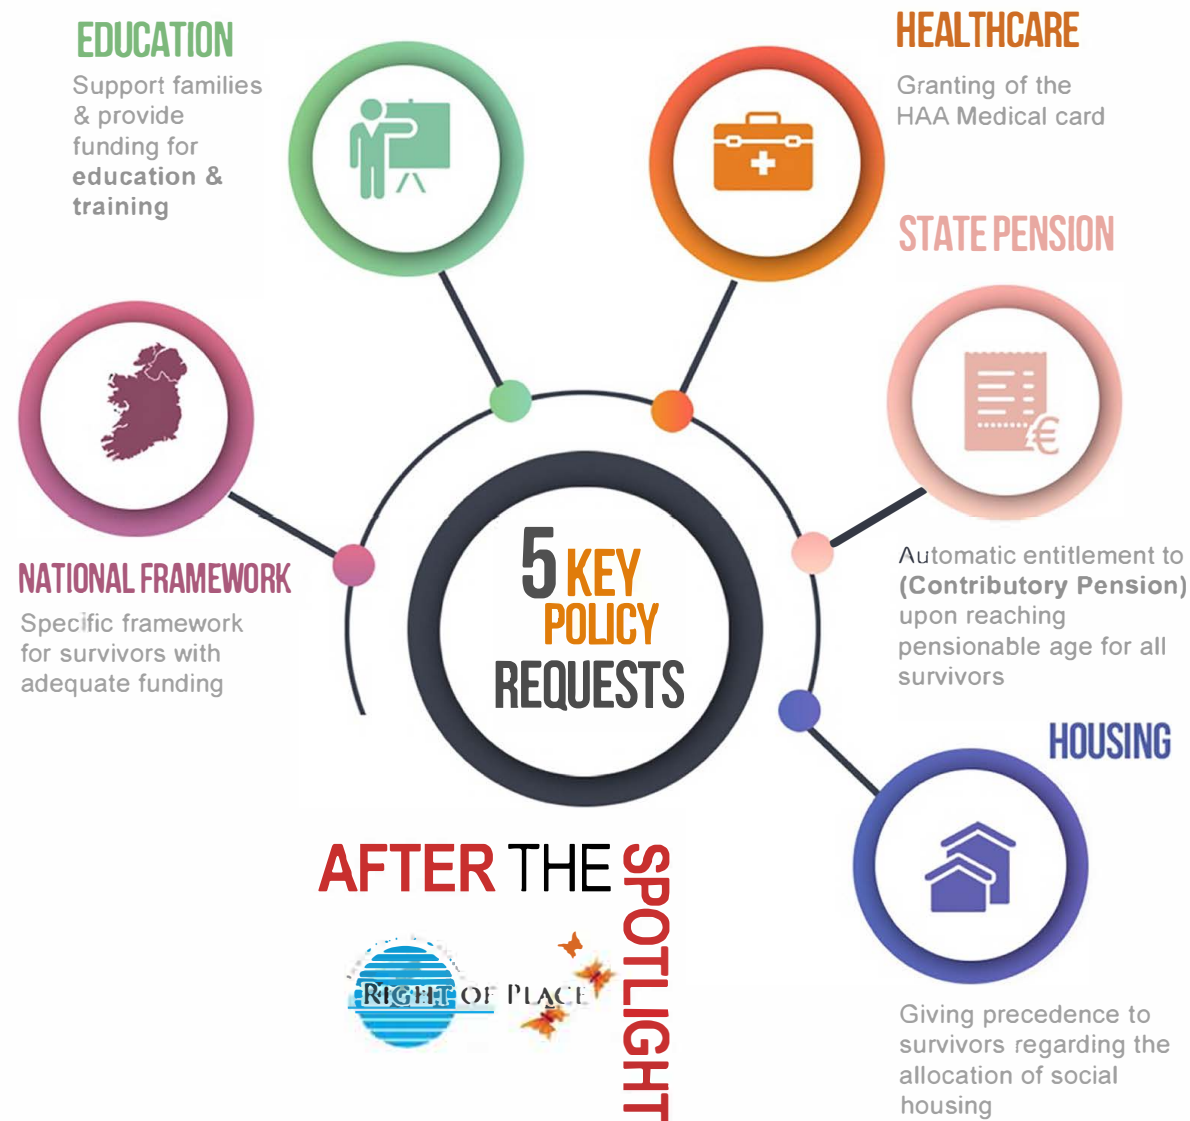 EDUCATION
Support families
& provide
funding for
education &
training
HEALTHCARE
Granting of the
HAA Medical card
STATE PENSION
€
Automatic entitlement to
(Contributory Pension)
upon reaching
pensionable age for all
survivors
NATIONAL FRAMEWORK
Specific framework
for survivors with
adequate funding
5 KEY
POLICY
REQUESTS
HOUSING
Giving precedence to
survivors regarding the
allocation of social
housing
AFTER THE
SPOTLIGHT
RIGHT OF PLACE